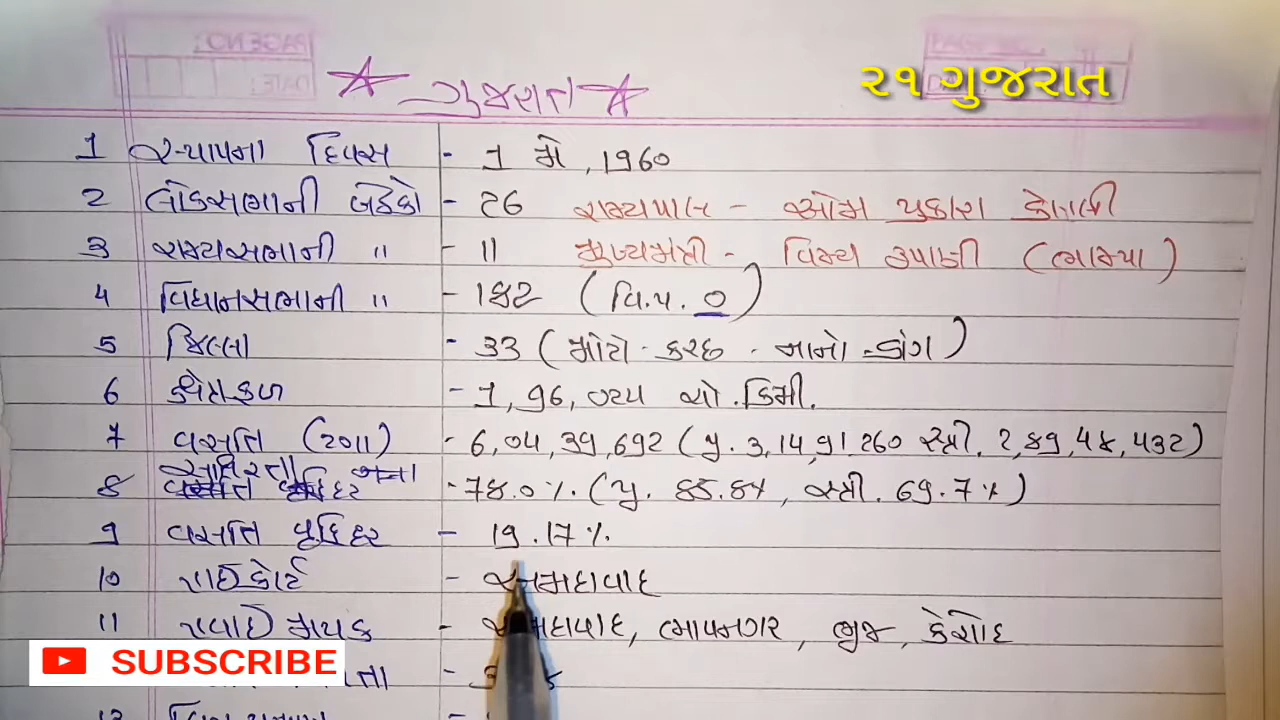 PAGE NO.:
DATE:
૨૧ ગુજરાત
ગુજરાત
1 સ્થાપના દિવસ - 1 મે, 1960
2 લોકસભાની બેઠકો - 26 રાજ્યપાલ - ઓમ પ્રકાશ કોહલી
3 રાજ્યસભાની " - 11 મુખ્યમંત્રી - વિજય રૂપાણી (ભાજપા)
4 વિધાનસભાની " - 182 (વિ.પ. 0)
5 જિલ્લા - 33 (મોટો - કચ્છ - નાનો - ડાંગ)
6 ક્ષેત્રફળ - 1,96,024 ચો.કિમી.
7 વસતિ (2011) - 6,04,39,692 (પુ. 3,14,91,260 સ્ત્રી. 2,89,48,432)
8 સાક્ષરતા - 78.0%. (પુ. 85.8%, સ્ત્રી. 69.7%)
9 વસતિ વૃદ્ધિદર - 19.17%.
10 હાઈકોર્ટ - અમદાવાદ
11 હવાઈ મથક - અમદાવાદ, ભાવનગર, ભુજ, કેશોદ
SUBSCRIBE